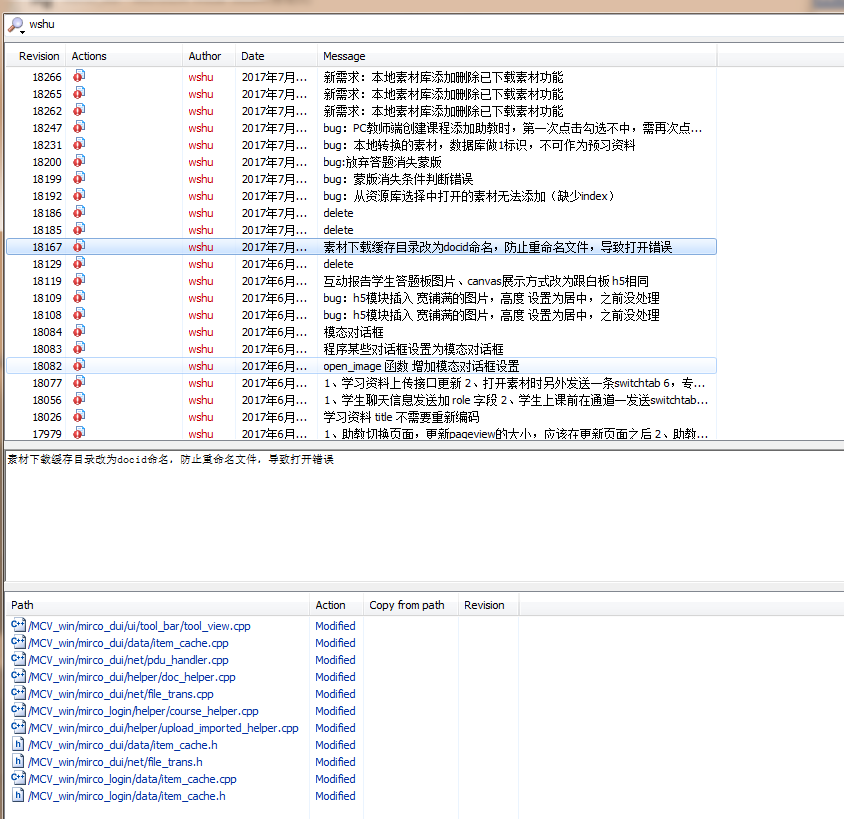 wshu
Revision Actions Author Date Message
18266 wshu 2017年7月... 新需求：本地素材库添加删除已下载素材功能
18265 wshu 2017年7月... 新需求：本地素材库添加删除已下载素材功能
18262 wshu 2017年7月... 新需求：本地素材库添加删除已下载素材功能
18247 wshu 2017年7月... bug：PC教师端创建课程添加助教时，第一次点击勾选不中，需再次点...
18231 wshu 2017年7月... bug：本地转换的素材，数据库做1标识，不可作为预习资料
18200 wshu 2017年7月... bug:放弃答题消失蒙版
18199 wshu 2017年7月... bug：蒙版消失条件判断错误
18192 wshu 2017年7月... bug：从资源库选择中打开的素材无法添加（缺少index）
18186 wshu 2017年7月... delete
18185 wshu 2017年7月... delete
18167 wshu 2017年7月... 素材下载缓存目录改为docid命名，防止重命名文件，导致打开错误
18129 wshu 2017年6月... delete
18119 wshu 2017年6月... 互动报告学生答题板图片、canvas展示方式改为跟白板 h5相同
18109 wshu 2017年6月... bug：h5模块插入 宽铺满的图片，高度 设置为居中，之前没处理
18108 wshu 2017年6月... bug：h5模块插入 宽铺满的图片，高度 设置为居中，之前没处理
18084 wshu 2017年6月... 模态对话框
18083 wshu 2017年6月... 程序某些对话框设置为模态对话框
18082 wshu 2017年6月... open_image 函数 增加模态对话框设置
18077 wshu 2017年6月... 1、学习资料上传接口更新 2、打开素材时另外发送一条switchtab 6，专...
18056 wshu 2017年6月... 1、学生聊天信息发送加 role 字段 2、学生上课前在通道一发送switchtab...
18026 wshu 2017年6月... 学习资料 title 不需要重新编码
17979 wshu 2017年6月... 1、助教切换页面，更新pageview的大小，应该在更新页面之后 2、助教...
素材下载缓存目录改为docid命名，防止重命名文件，导致打开错误
Path Action Copy from path Revision
/MCV_win/mirco_dui/ui/tool_bar/tool_view.cpp Modified
/MCV_win/mirco_dui/data/item_cache.cpp Modified
/MCV_win/mirco_dui/net/pdu_handler.cpp Modified
/MCV_win/mirco_dui/helper/doc_helper.cpp Modified
/MCV_win/mirco_dui/net/file_trans.cpp Modified
/MCV_win/mirco_login/helper/course_helper.cpp Modified
/MCV_win/mirco_dui/helper/upload_imported_helper.cpp Modified
/MCV_win/mirco_dui/data/item_cache.h Modified
/MCV_win/mirco_dui/net/file_trans.h Modified
/MCV_win/mirco_login/data/item_cache.cpp Modified
/MCV_win/mirco_login/data/item_cache.h Modified